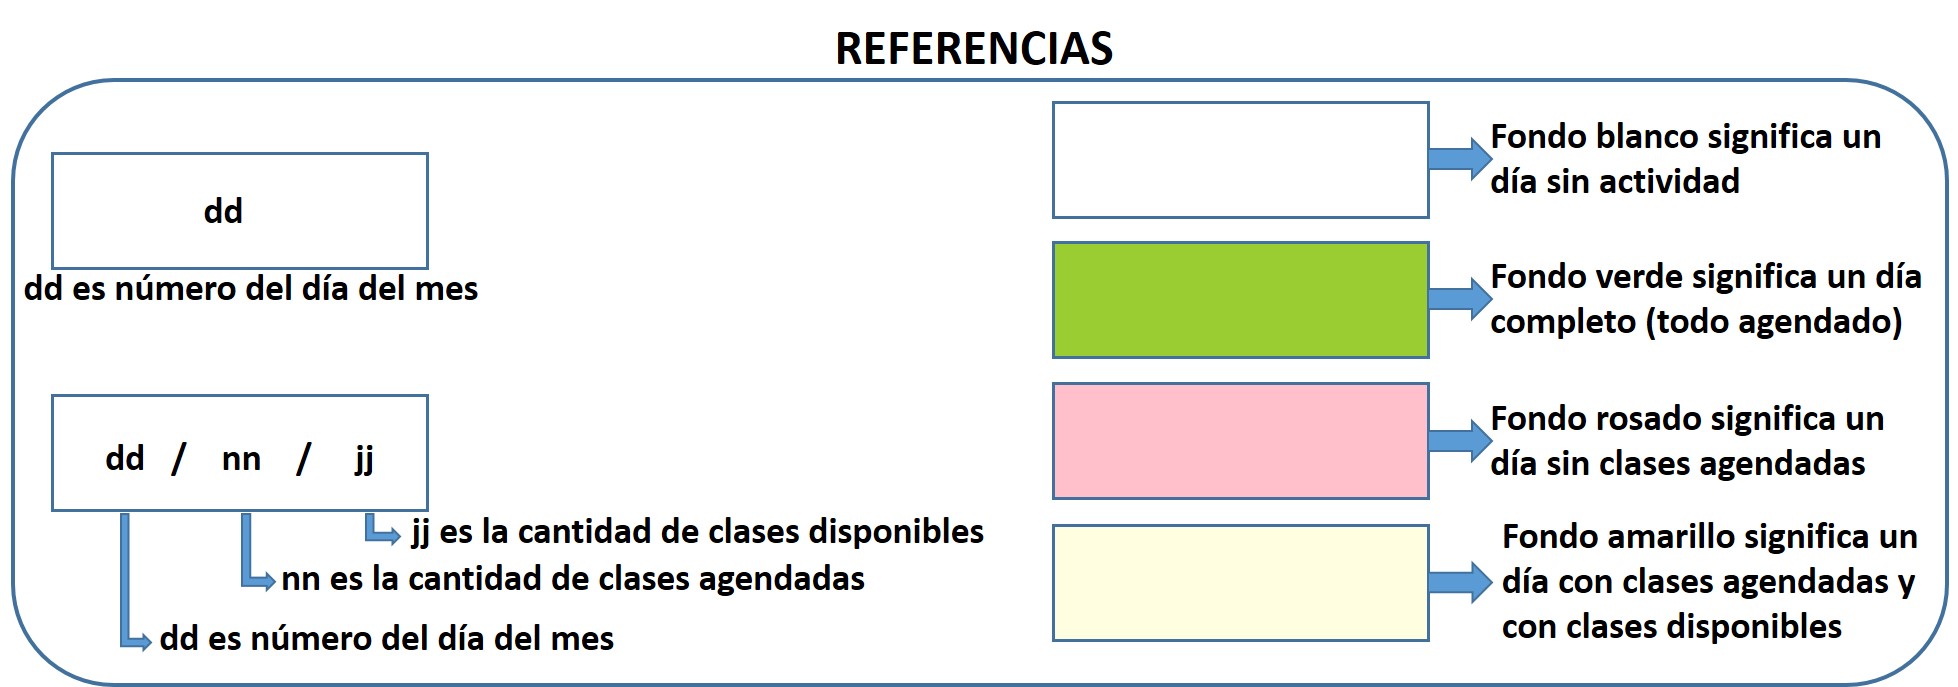 REFERENCIAS
dd
dd es número del día del mes
dd / nn / jj
jj es la cantidad de clases disponibles
nn es la cantidad de clases agendadas
dd es número del día del mes
Fondo blanco significa un
día sin actividad
Fondo verde significa un día
completo (todo agendado)
Fondo rosado significa un
día sin clases agendadas
Fondo amarillo significa un
día con clases agendadas y
con clases disponibles